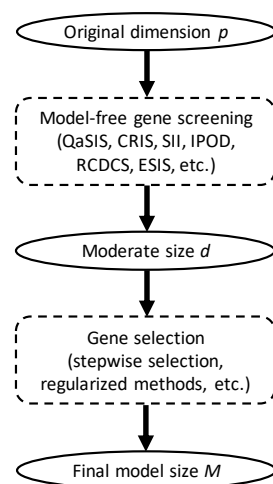 Original dimension p
Model-free gene screening
(QaSIS, CRIS, SII, IPOD,
RCDCS, ESIS, etc.)
Moderate size d
Gene selection
(stepwise selection,
regularized methods, etc.)
Final model size M